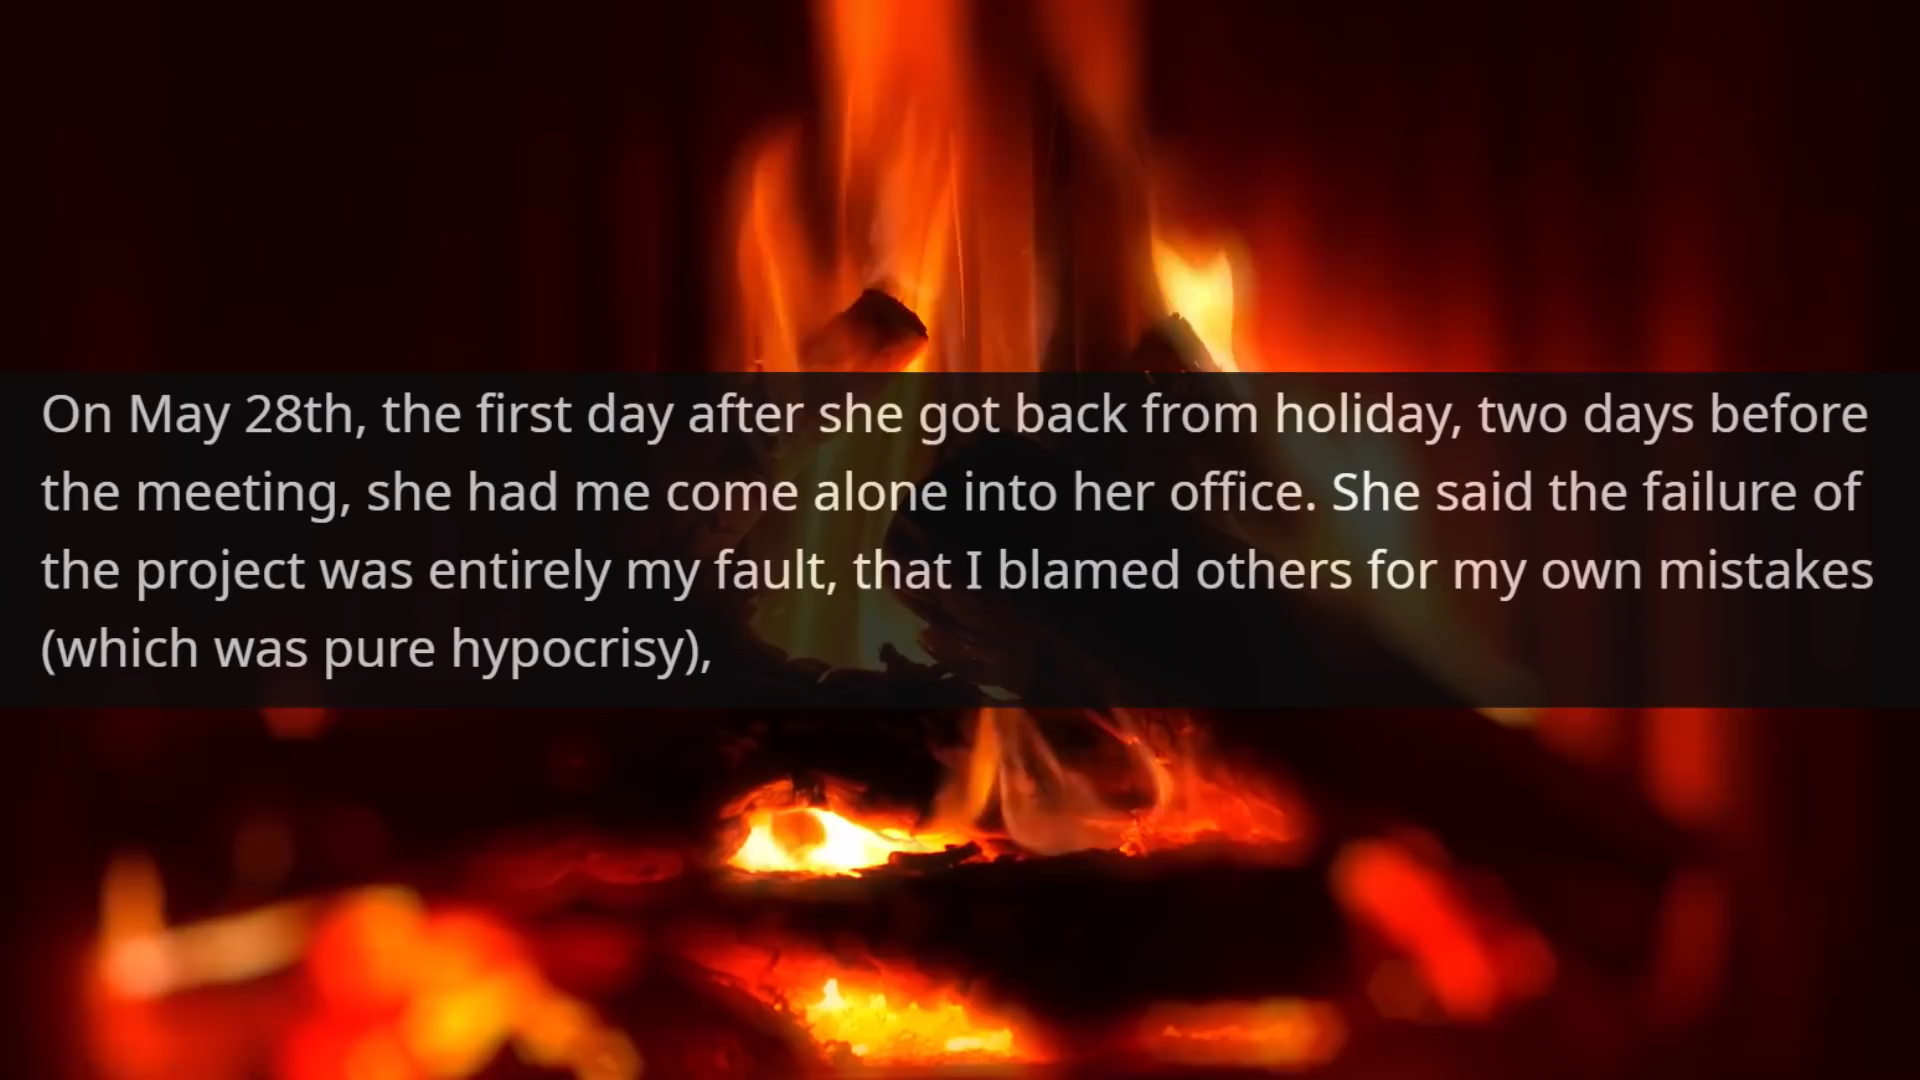 On May 28th, the first day after she got back from holiday, two days before
the meeting, she had me come alone into her office. She said the failure of
the project was entirely my fault, that I blamed others for my own mistakes
(which was pure hypocrisy),